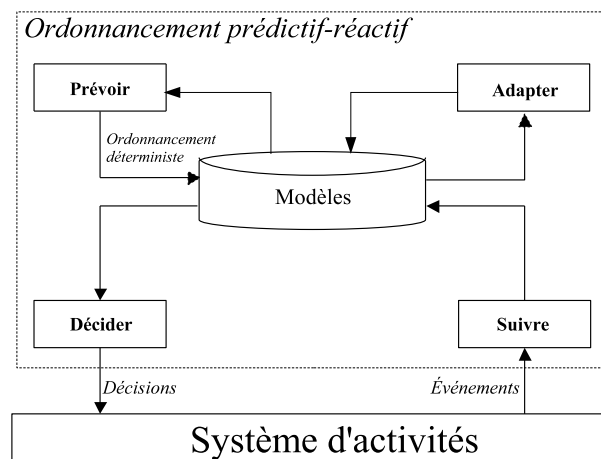 Ordonnancement prédictif-réactif
Prévoir
Adapter
Ordonnancement
déterministe
Modèles
Décider
Suivre
Décisions
Événements
Système d'activités